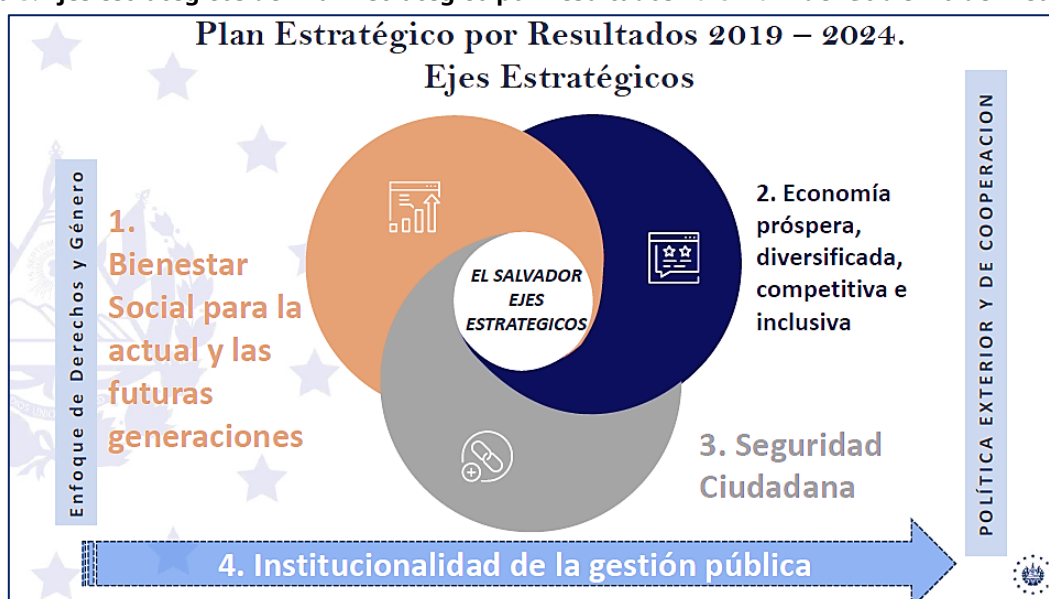 Plan Estratégico por Resultados 2019 – 2024.
Ejes Estratégicos
Enfoque de Derechos y Género
1.
Bienestar
Social para la
actual y las
futuras
generaciones
EL SALVADOR
EJES
ESTRATEGICOS
2. Economía
próspera,
diversificada,
competitiva e
inclusiva
3. Seguridad
Ciudadana
POLÍTICA EXTERIOR Y DE COOPERACION
4. Institucionalidad de la gestión pública